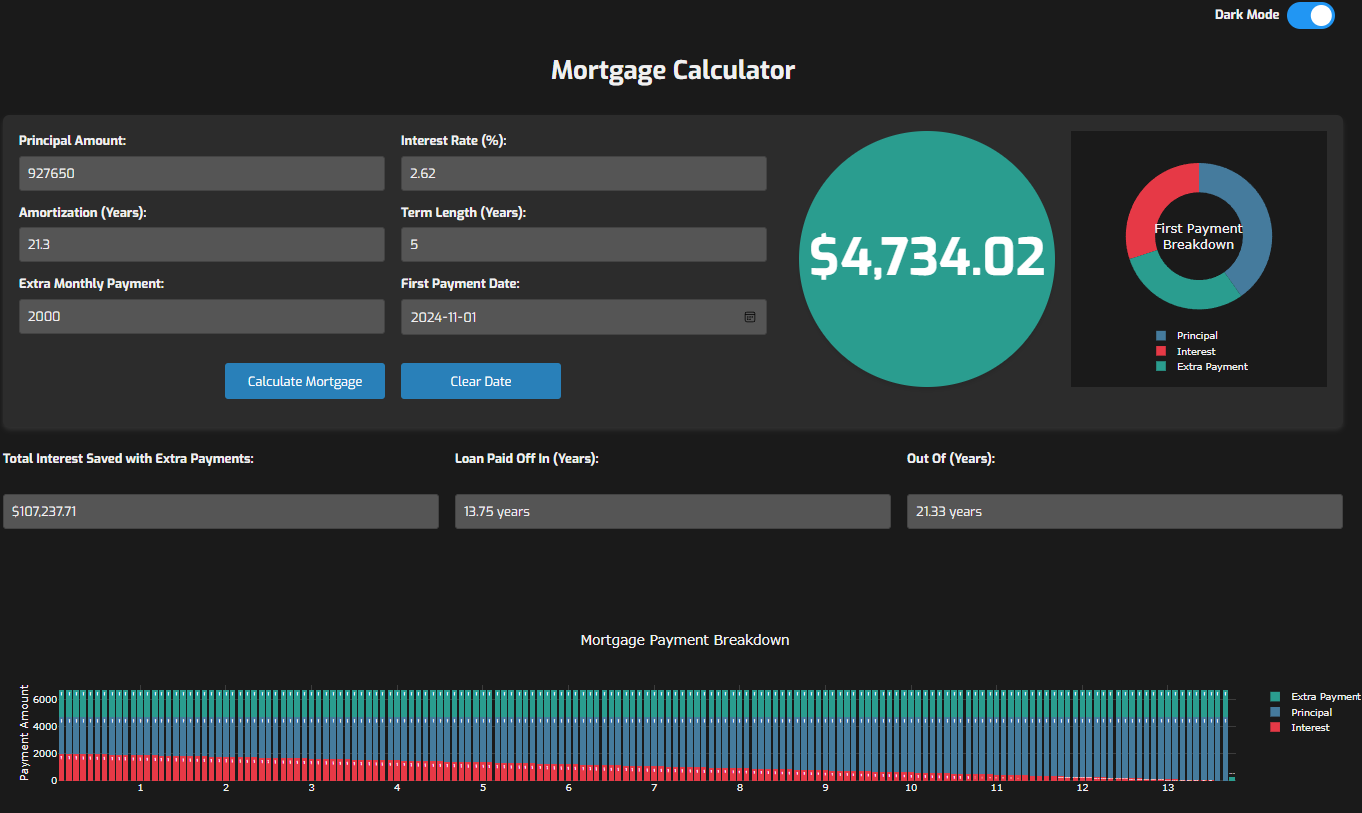 Dark Mode
Mortgage Calculator
Principal Amount:
Interest Rate (%):
927650
2.62
Amortization (Years):
Term Length (Years):
21.3
5
Extra Monthly Payment:
First Payment Date:
2000
2024-11-01
Calculate Mortgage
Clear Date
$4,734.02
First Payment
Breakdown
Principal
Interest
Extra Payment
Total Interest Saved with Extra Payments:
Loan Paid Off In (Years):
Out Of (Years):
$107,237.71
13.75 years
21.33 years
Mortgage Payment Breakdown
Payment Amount
6000
4000
2000
0
1 2 3 4 5 6 7 8 9 10 11 12 13
Extra Payment
Principal
Interest